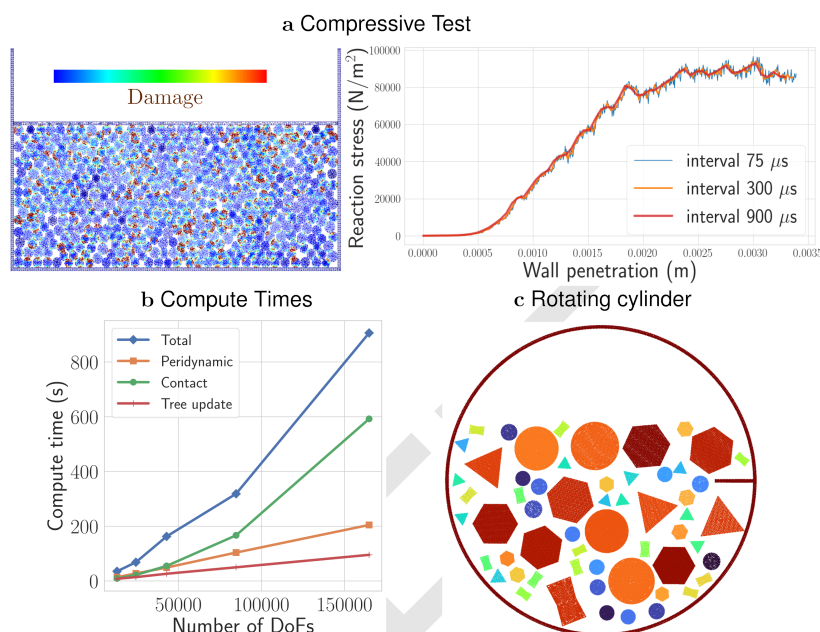 a Compressive Test
Damage
Reaction stress (N/m²)
100000
80000
60000
40000
20000
0
interval 75 μs
interval 300 μs
interval 900 μs
0.0000 0.0005 0.0010 0.0015 0.0020 0.0025 0.0030 0.0035
Wall penetration (m)
b Compute Times
Compute time (s)
800
600
400
200
0
Total
Peridynamic
Contact
Tree update
50000 100000 150000
Number of DoFs
c Rotating cylinder